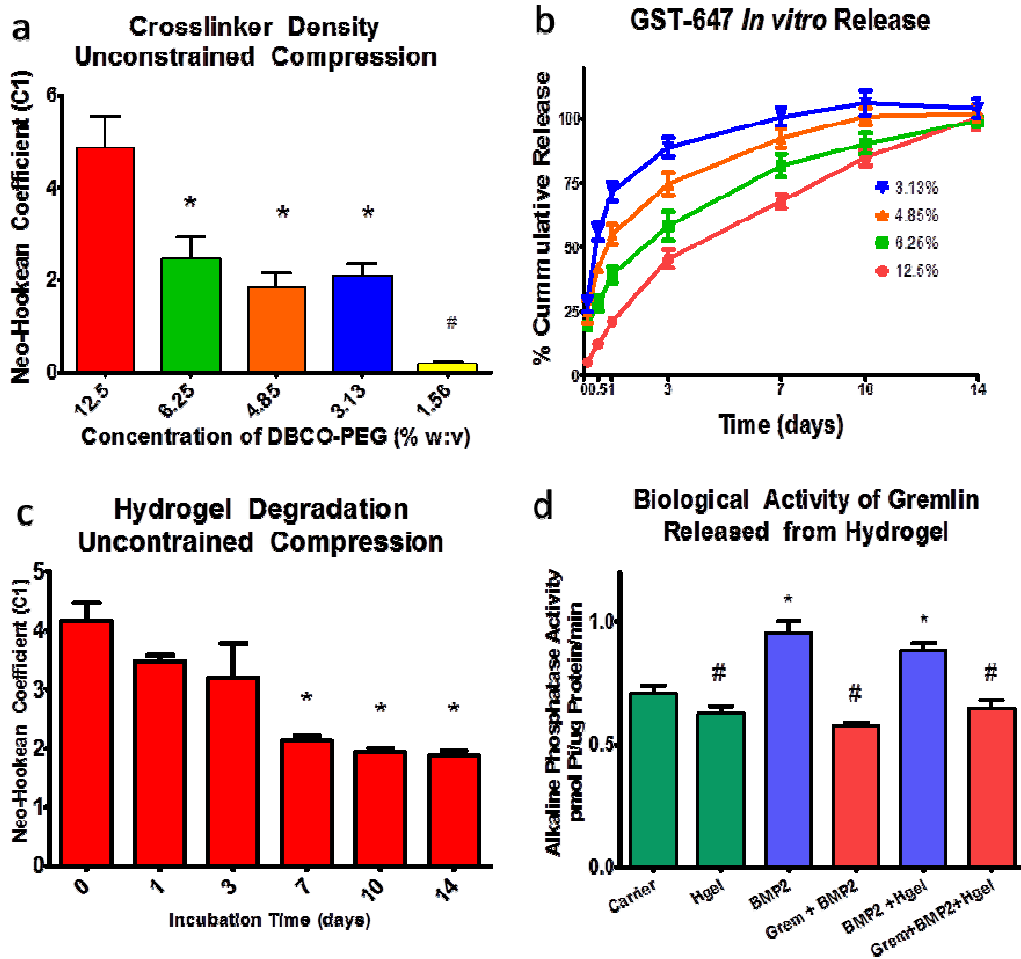 a
Crosslinker Density
Unconstrained Compression
Neo-Hookean Coefficient (C1)
6
4
2
0
*
*
*
#
12.5
6.25
4.85
3.13
1.56
Concentration of DBCO-PEG (% w:v)
b
GST-647 In vitro Release
% Cummulative Release
100
75
50
25
0
3.13%
4.85%
6.25%
12.5%
00.51
3
7
10
14
Time (days)
c
Hydrogel Degradation
Uncontrained Compression
Neo-Hookean Coefficient (C1)
5
4
3
2
1
0
*
*
*
0
1
3
7
10
14
Incubation Time (days)
d
Biological Activity of Gremlin
Released from Hydrogel
Alkaline Phosphatase Activity
pmol Pi/ug Protein/min
1.0
0.5
0.0
#
*
#
*
#
Carrier
Hgel
BMP2
Grem + BMP2
BMP2 +Hgel
Grem+BMP2+Hgel